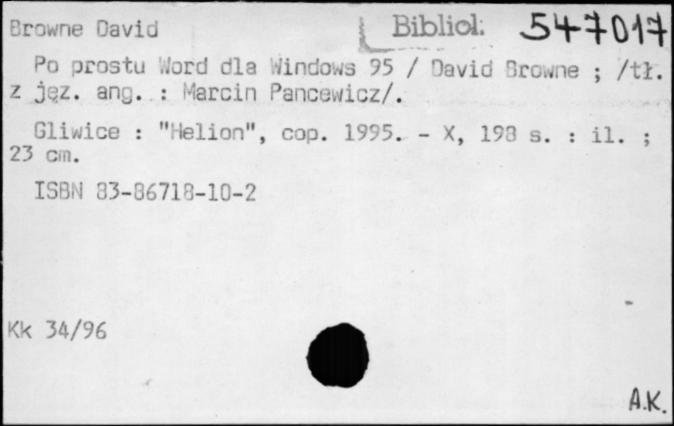 Browne David Bibliol. 547017
Po prostu Word dla Windows 95 / David Browne ; /tł.
z jęz. ang. : Marcin Pancewicz/.
Gliwice : "Helion", cop. 1995. - X, 198 s. : il. ;
23 cm.
ISBN 83-86718-10-2
Kk 34/96
A.K.